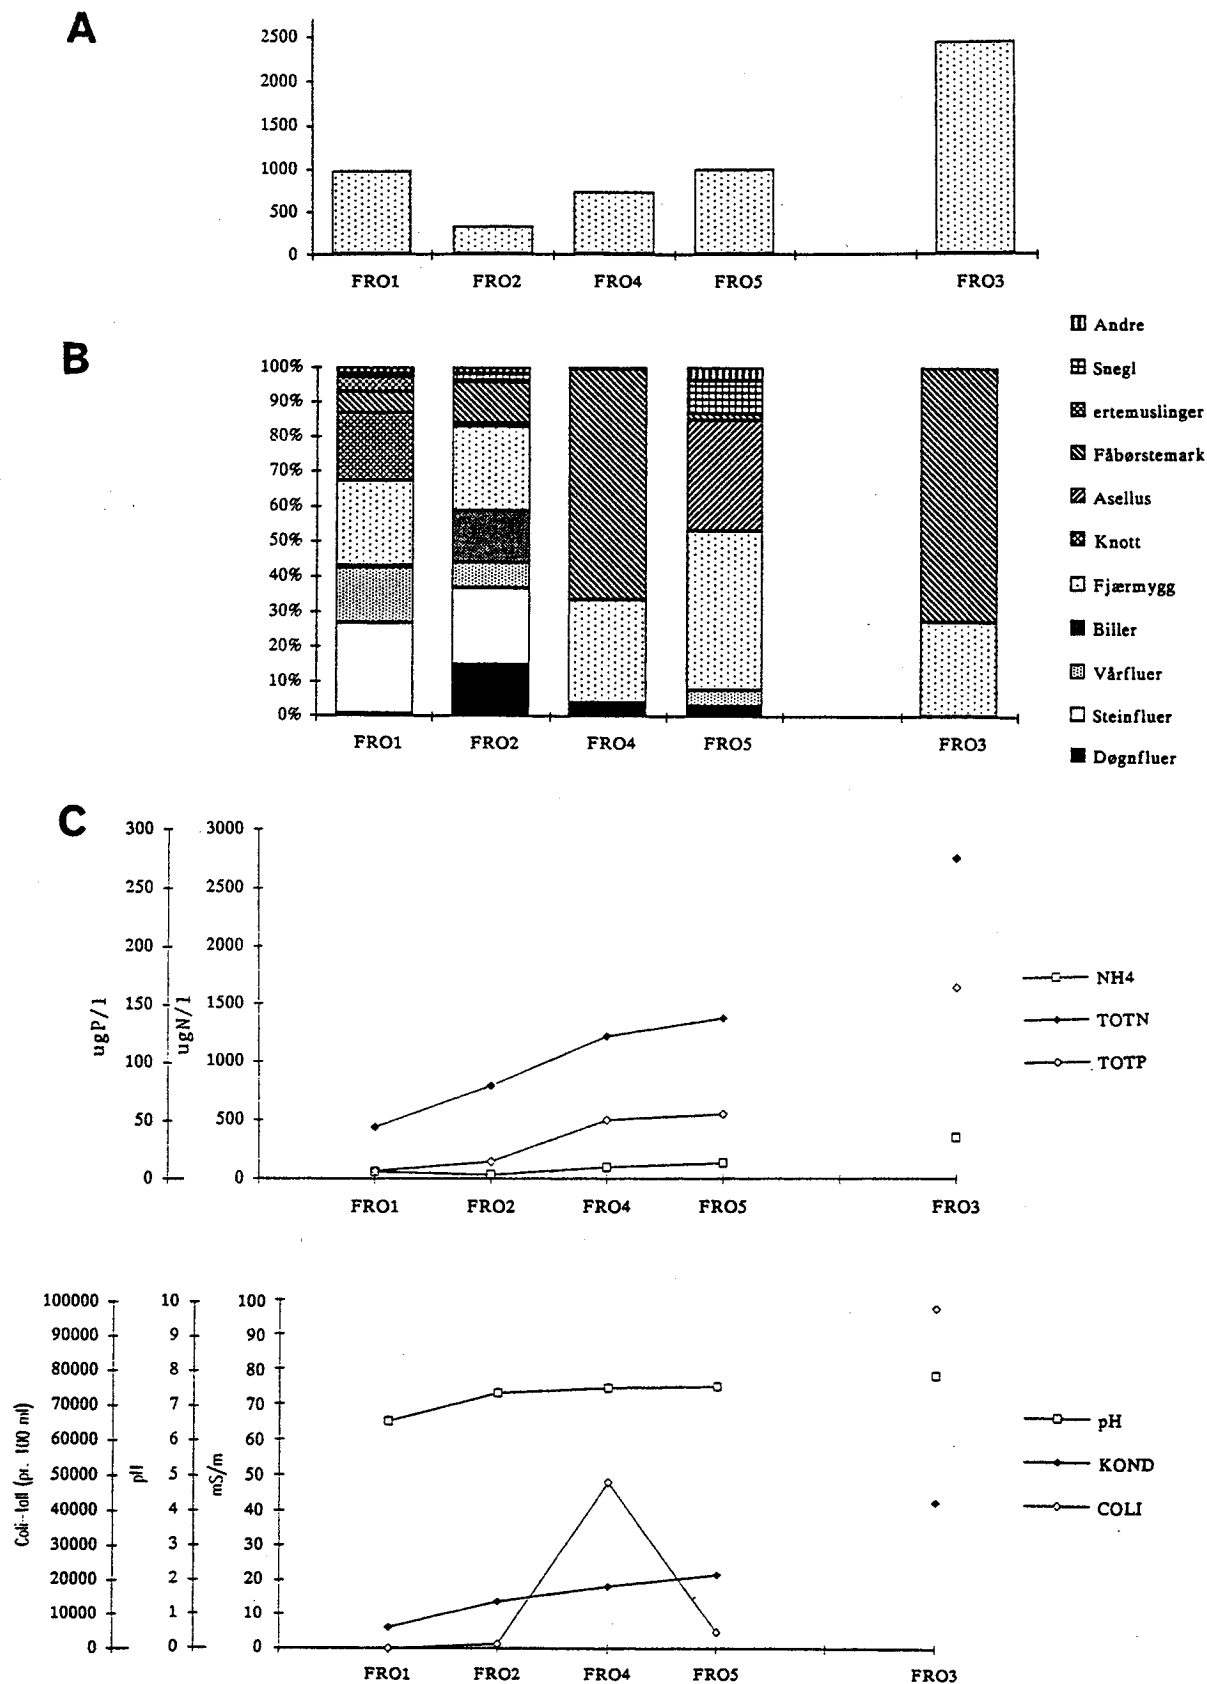 A
2500
2000
1500
1000
500
0
FRO1 FRO2 FRO4 FRO5 FRO3
B
100%
90%
80%
70%
60%
50%
40%
30%
20%
10%
0%
FRO1 FRO2 FRO4 FRO5 FRO3
Andre
Snegl
ertemuslinger
Fåbørstemark
Asellus
Knott
Fjærmygg
Biller
Vårfluer
Steinfluer
Døgnfluer
C
300 3000
250 2500
200 2000
150 1500
100 1000
50 500
0 0
ugP/l
ugN/l
FRO1 FRO2 FRO4 FRO5 FRO3
NH4
TOTN
TOTP
100000 10 100
90000 9 90
80000 8 80
70000 7 70
60000 6 60
50000 5 50
40000 4 40
30000 3 30
20000 2 20
10000 1 10
0 0 0
Coli-tall (pr. 100 ml)
pH
mS/m
FRO1 FRO2 FRO4 FRO5 FRO3
pH
KOND
COLI